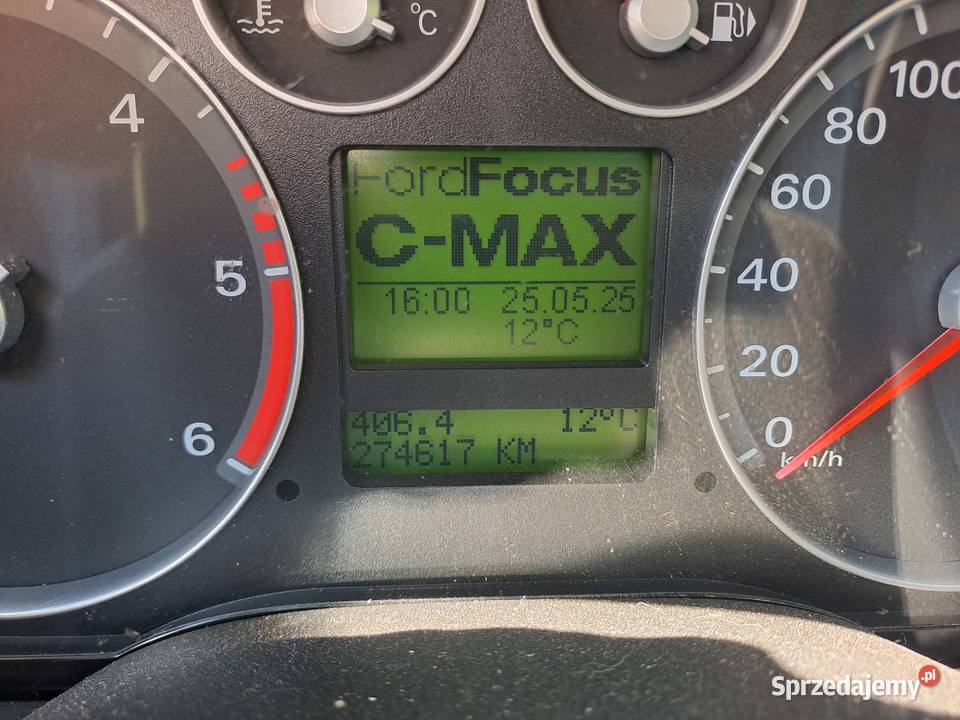 °C
4
5
6
FordFocus
C-MAX
16:00 25.05.25
12°C
406.4 12°C
274617 KM
100
80
60
40
20
0
km/h
Sprzedajemy.pl